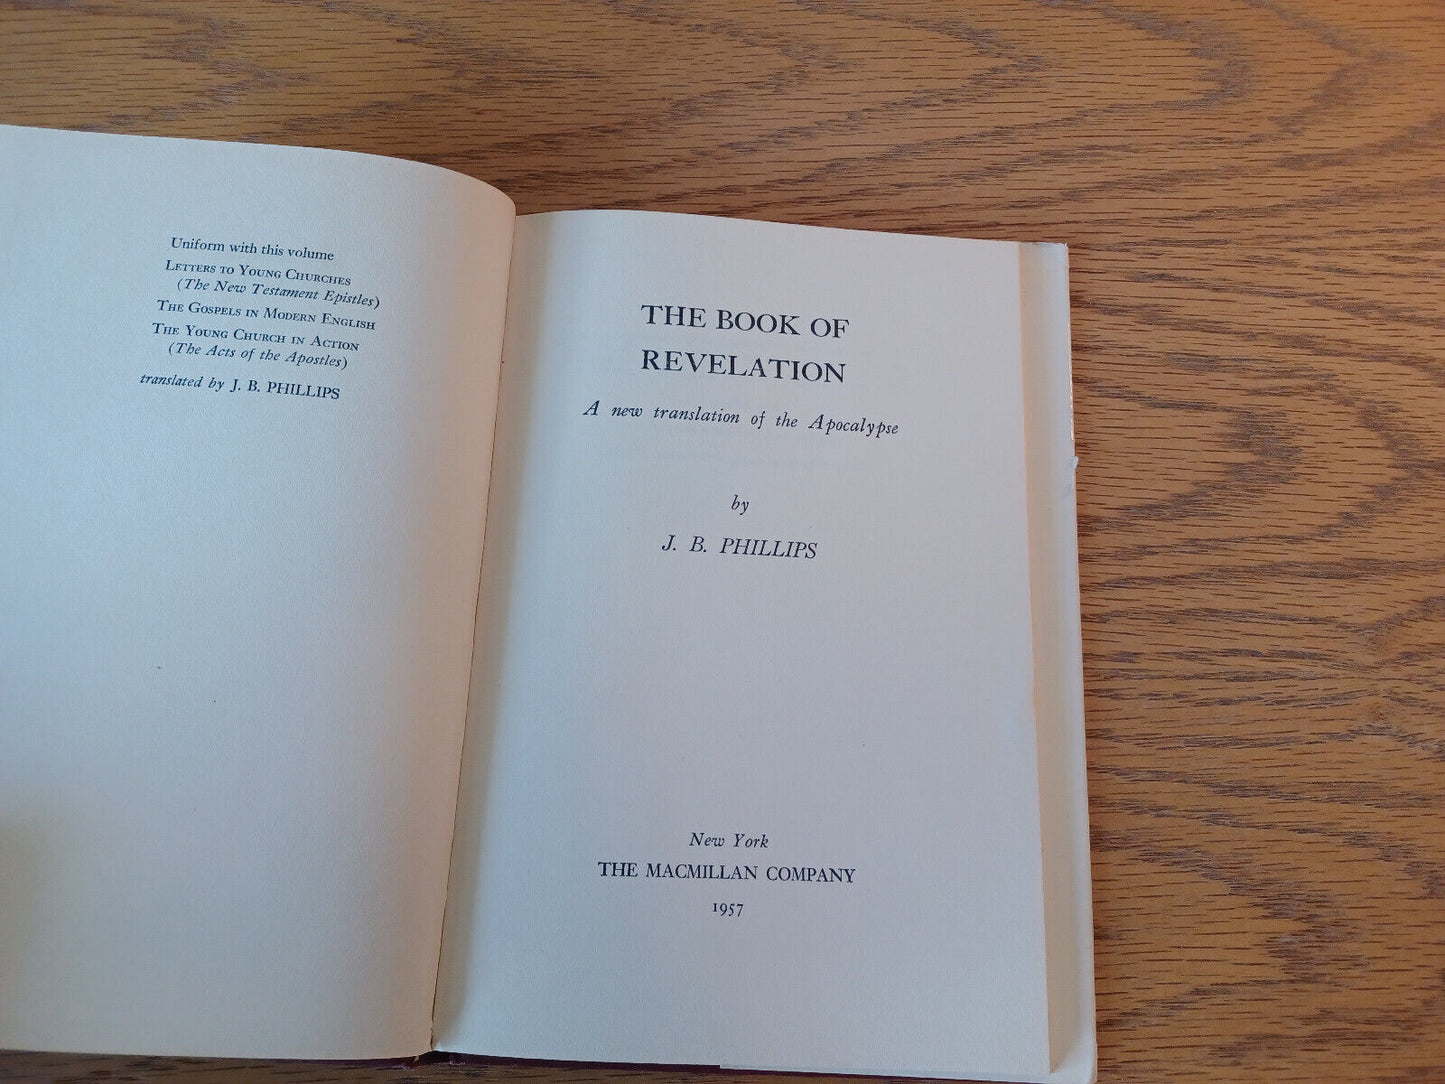 Uniform with this volume
LETTERS TO YOUNG CHURCHES
(The New Testament Epistles)
THE GOSPELS IN MODERN ENGLISH
THE YOUNG CHURCH IN ACTION
(The Acts of the Apostles)
translated by J. B. PHILLIPS
THE BOOK OF
REVELATION
A new translation of the Apocalypse
by
J. B. PHILLIPS
New York
THE MACMILLAN COMPANY
1957